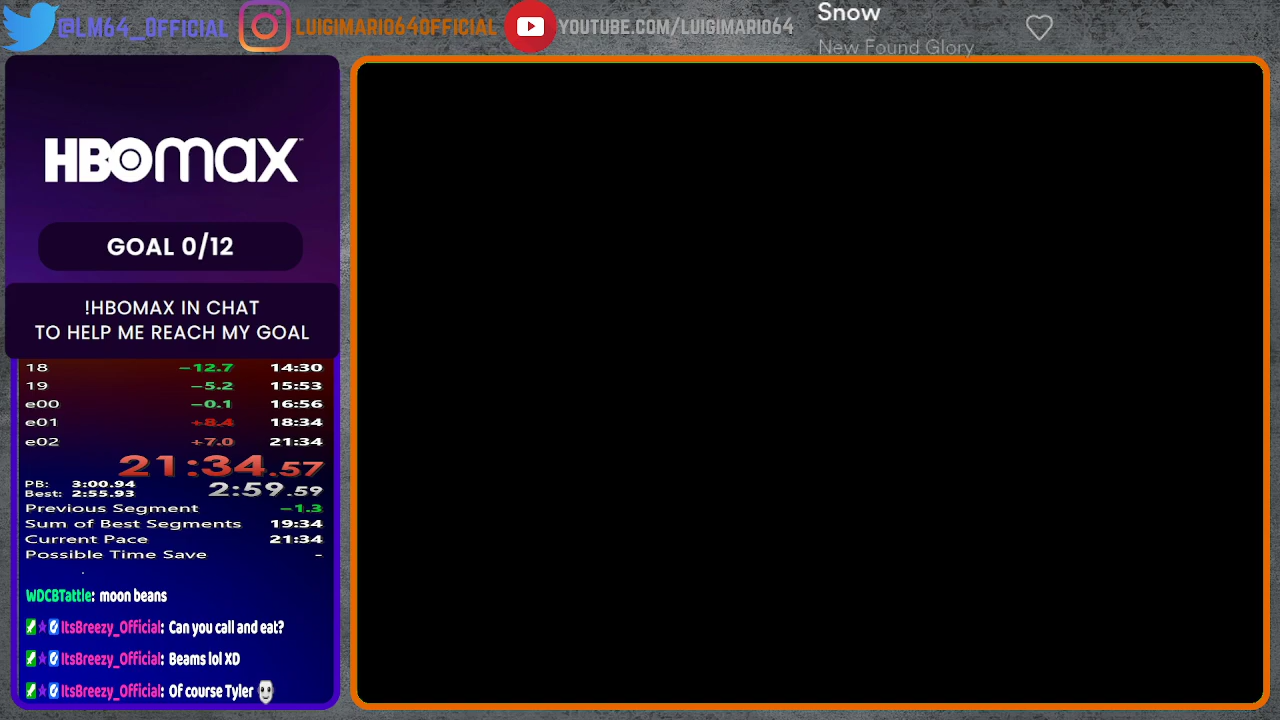 @LM64_OFFICIAL LUIGIMARIO64OFFICIAL YOUTUBE.COM/LUIGIMARIO64
Snow
New Found Glory
HBOMAX
GOAL 0/12
!HBOMAX IN CHAT
TO HELP ME REACH MY GOAL
18 -12.7 14:30
19 -5.2 15:53
e00 -0.1 16:56
e01 +8.4 18:34
e02 +7.0 21:34
21:34.57
PB: 3:00.94
Best: 2:55.93 2:59.59
Previous Segment -1.3
Sum of Best Segments 19:34
Current Pace 21:34
Possible Time Save -
WDCBTattle: moon beans
ItsBreezy_Official: Can you call and eat?
ItsBreezy_Official: Beams lol XD
ItsBreezy_Official: Of course Tyler